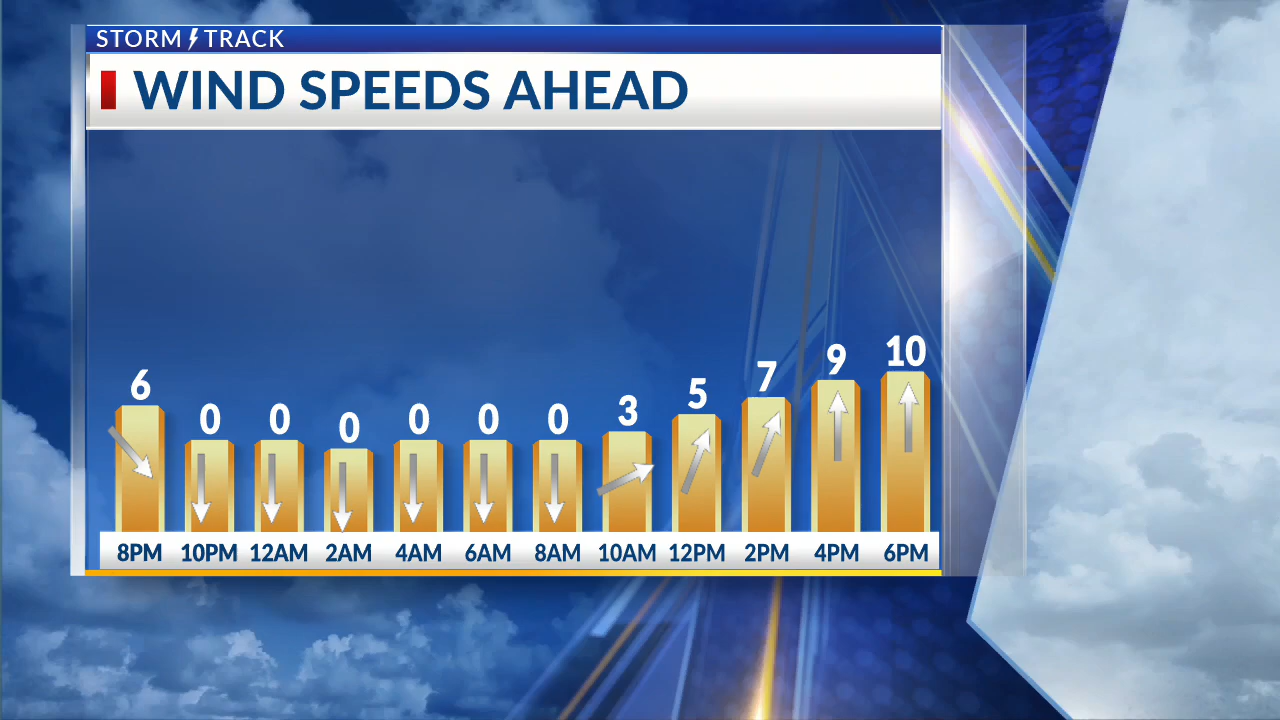 STORM TRACK
WIND SPEEDS AHEAD
6 0 0 0 0 0 0 3 5 7 9 10
8PM 10PM 12AM 2AM 4AM 6AM 8AM 10AM 12PM 2PM 4PM 6PM